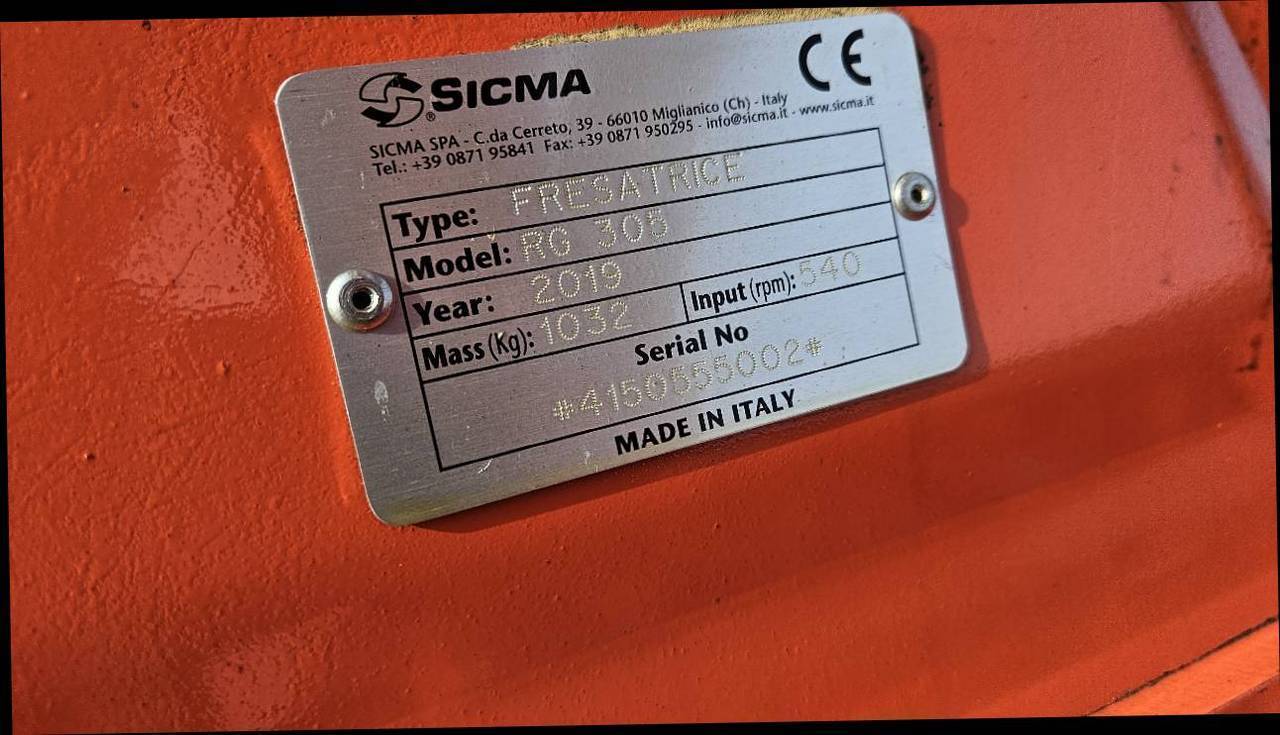 SICMA ® CE
SICMA SPA - C.da Cerreto, 39 - 66010 Miglianico (Ch) - Italy
Tel.: +39 0871 95841 Fax: +39 0871 950295 - info@sicma.it - www.sicma.it
Type: FRESATRICE
Model: RG 305
Year: 2019
Mass (Kg): 1032 Input (rpm): 540
Serial No
#4150555002#
MADE IN ITALY